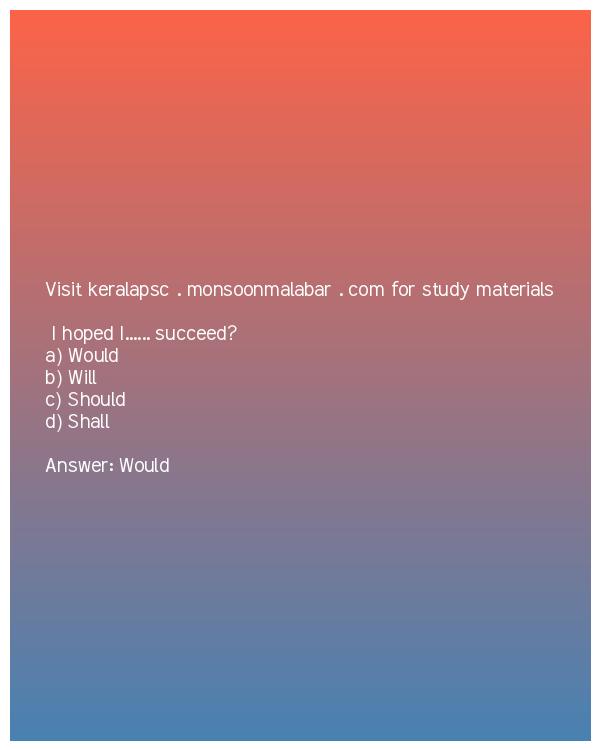 Visit keralapsc . monsoonmalabar . com for study materials
I hoped I...... succeed?
a) Would
b) Will
c) Should
d) Shall
Answer: Would